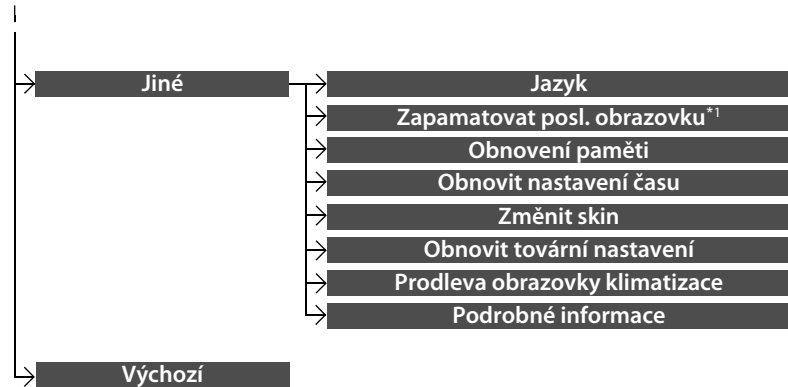 Jiné
Jazyk
Zapamatovat posl. obrazovku*1
Obnovení paměti
Obnovit nastavení času
Změnit skin
Obnovit tovární nastavení
Prodleva obrazovky klimatizace
Podrobné informace
Výchozí